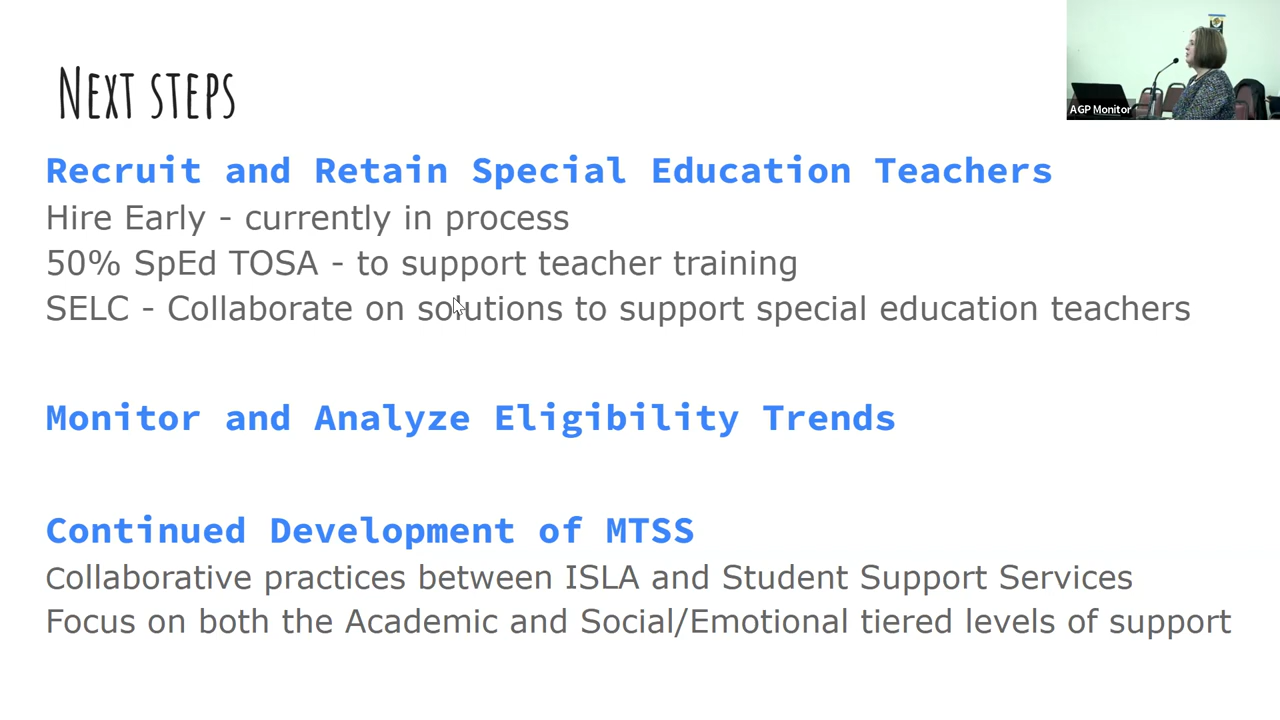 Next steps
AGP Monitor
Recruit and Retain Special Education Teachers
Hire Early - currently in process
50% SpEd TOSA - to support teacher training
SELC - Collaborate on solutions to support special education teachers
Monitor and Analyze Eligibility Trends
Continued Development of MTSS
Collaborative practices between ISLA and Student Support Services
Focus on both the Academic and Social/Emotional tiered levels of support